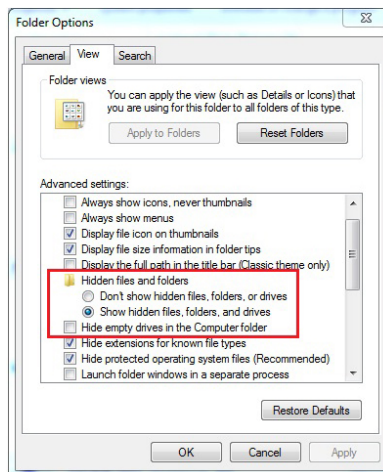 Folder Options
General View Search
Folder views
You can apply the view (such as Details or Icons) that
you are using for this folder to all folders of this type.
Apply to Folders Reset Folders
Advanced settings:
Always show icons, never thumbnails
Always show menus
Display file icon on thumbnails
Display file size information in folder tips
Display the full path in the title bar (Classic theme only)
Hidden files and folders
Don't show hidden files, folders, or drives
Show hidden files, folders, and drives
Hide empty drives in the Computer folder
Hide extensions for known file types
Hide protected operating system files (Recommended)
Launch folder windows in a separate process
Restore Defaults
OK Cancel Apply